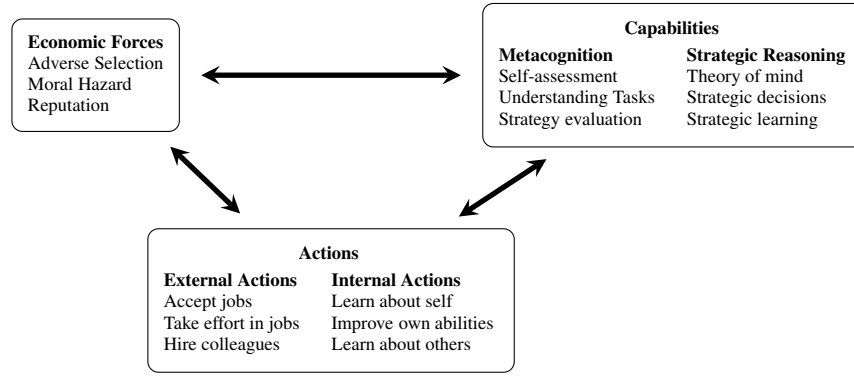 Economic Forces
Adverse Selection
Moral Hazard
Reputation
Capabilities
Metacognition
Self-assessment
Understanding Tasks
Strategy evaluation
Strategic Reasoning
Theory of mind
Strategic decisions
Strategic learning
Actions
External Actions
Accept jobs
Take effort in jobs
Hire colleagues
Internal Actions
Learn about self
Improve own abilities
Learn about others